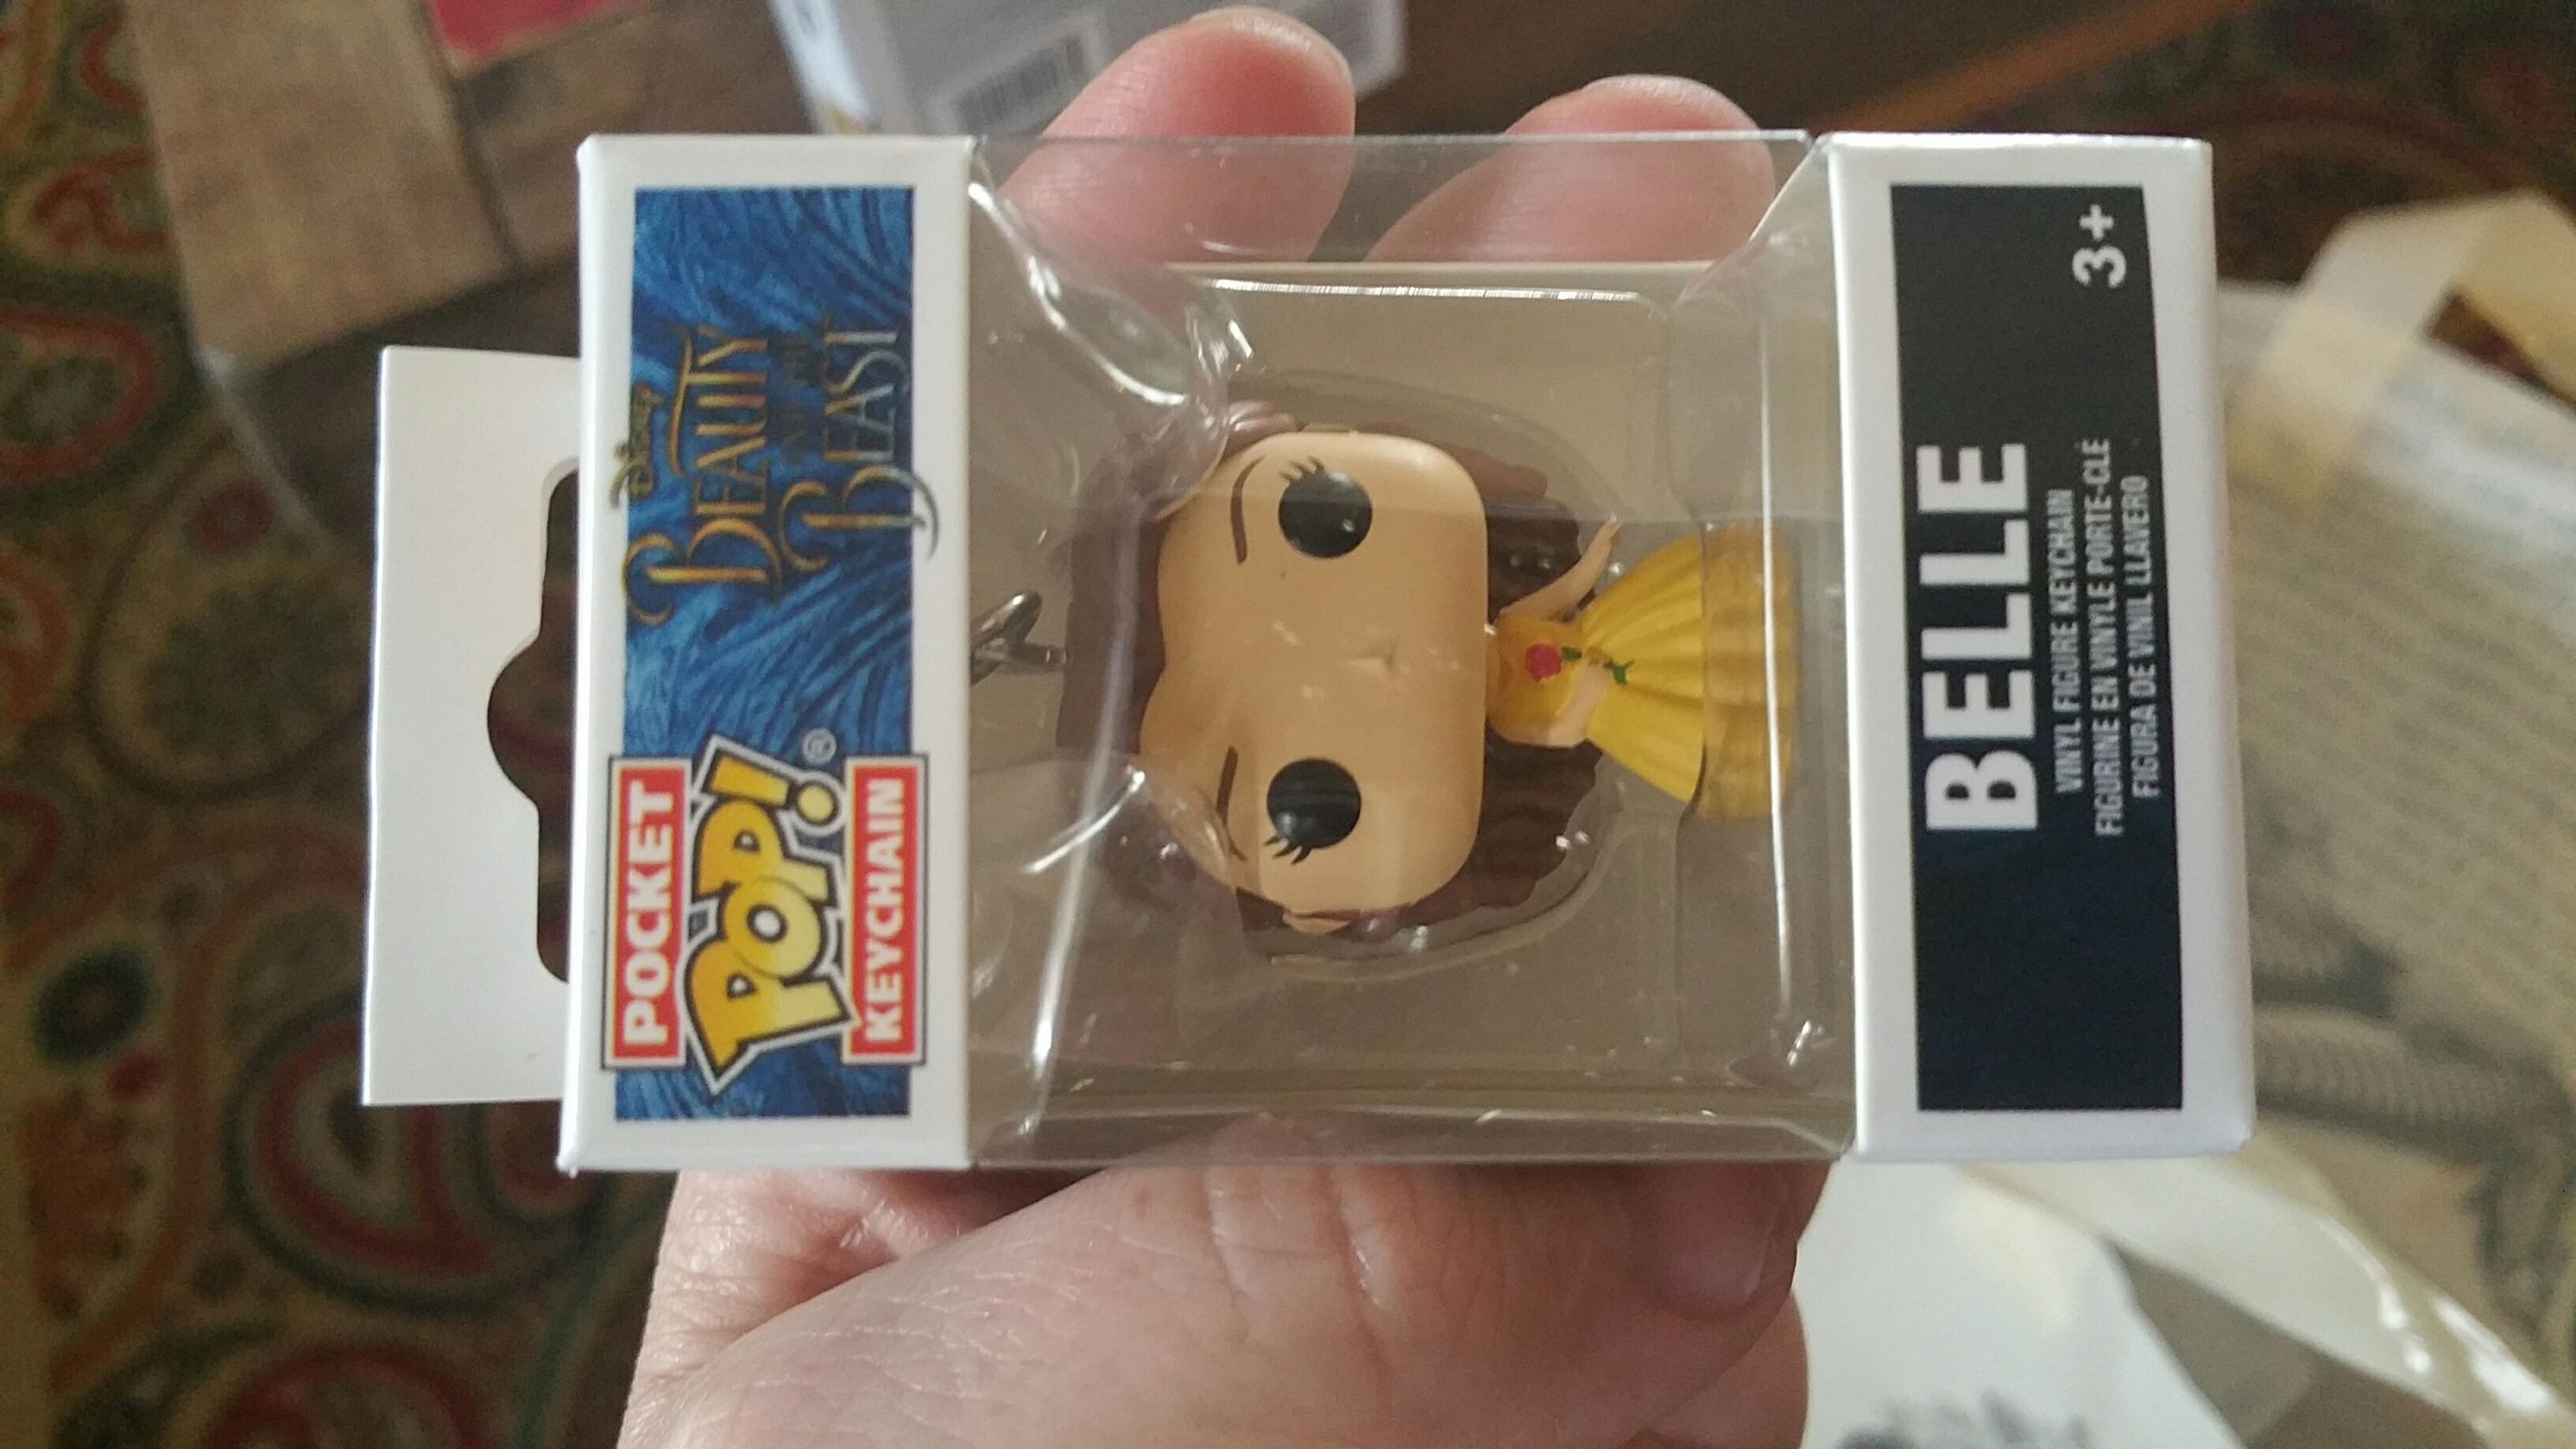 POCKET
POP!®
KEYCHAIN
Disney
BEAUTY
AND THE
BEAST
3+
BELLE
VINYL FIGURE KEYCHAIN
FIGURINE EN VINYLE PORTE-CLÉ
FIGURA DE VINIL LLAVERO